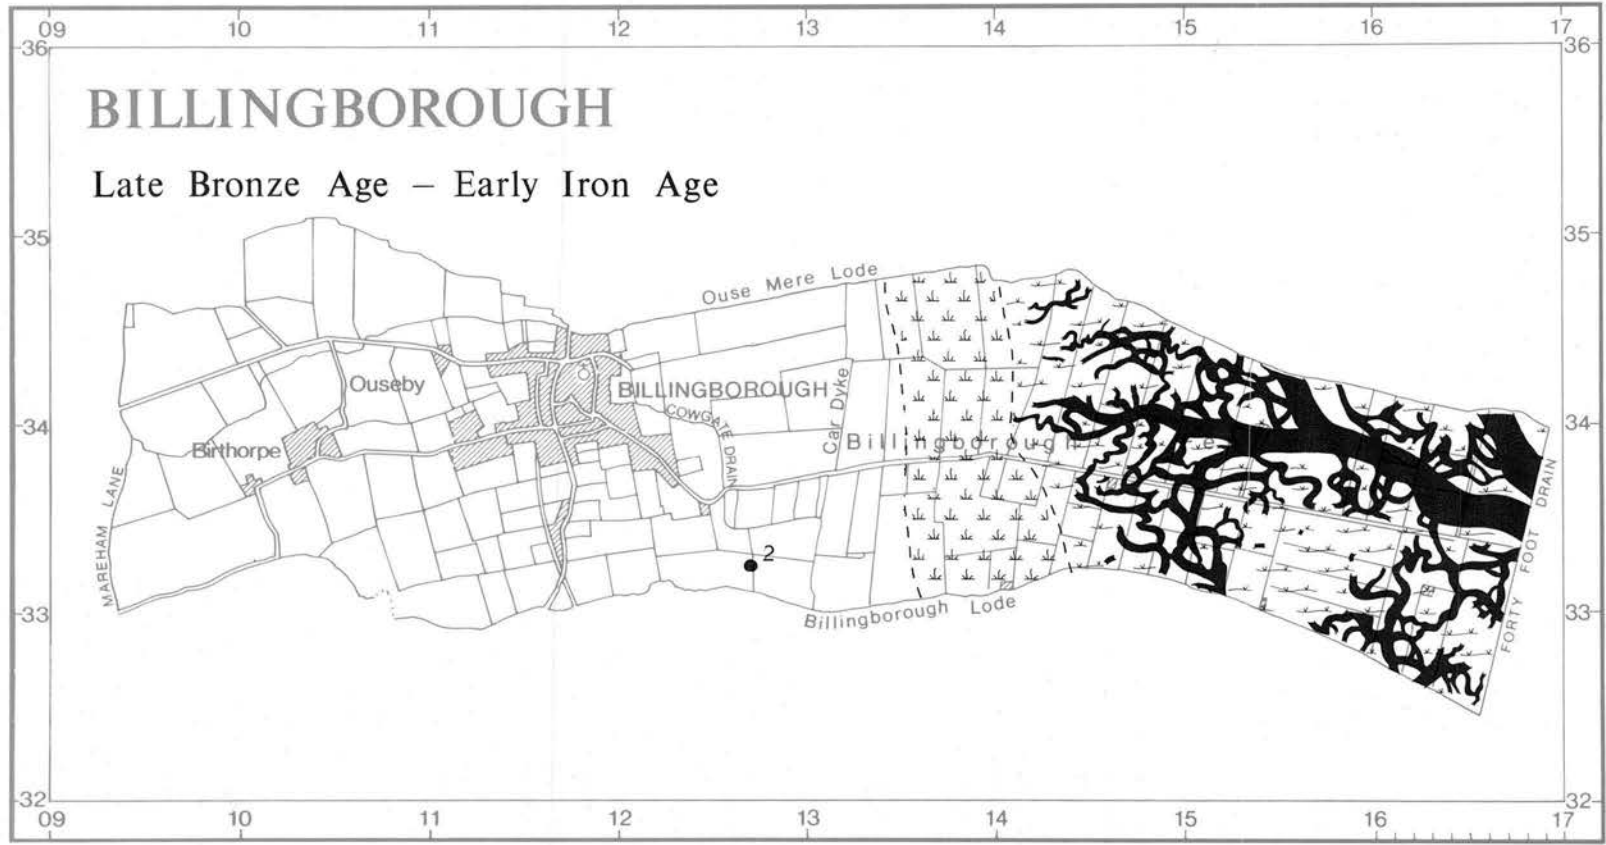 09 10 11 12 13 14 15 16 17
36 36
BILLINGBOROUGH
Late Bronze Age – Early Iron Age
35 35
Ouse Mere Lode
Ouseby
BILLINGBOROUGH
COWGATE DRAIN
Car Dyke
34 34
Birthorpe
Billingborough
MAREHAM LANE
FORTY FOOT DRAIN
2
33 33
Billingborough Lode
32 32
09 10 11 12 13 14 15 16 17